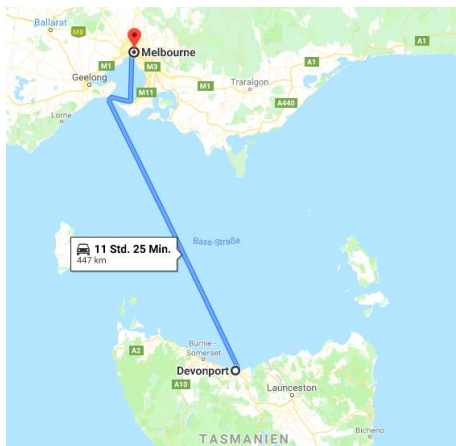 Ballarat
M8
Melbourne
A1
A1
Geelong
M1
M3
M1
Traralgon
M11
A440
Lorne
Bass-Straße
11 Std. 25 Min.
447 km
A2
Burnie -
Somerset
Devonport
A10
Launceston
Bicheno
TASMANIEN